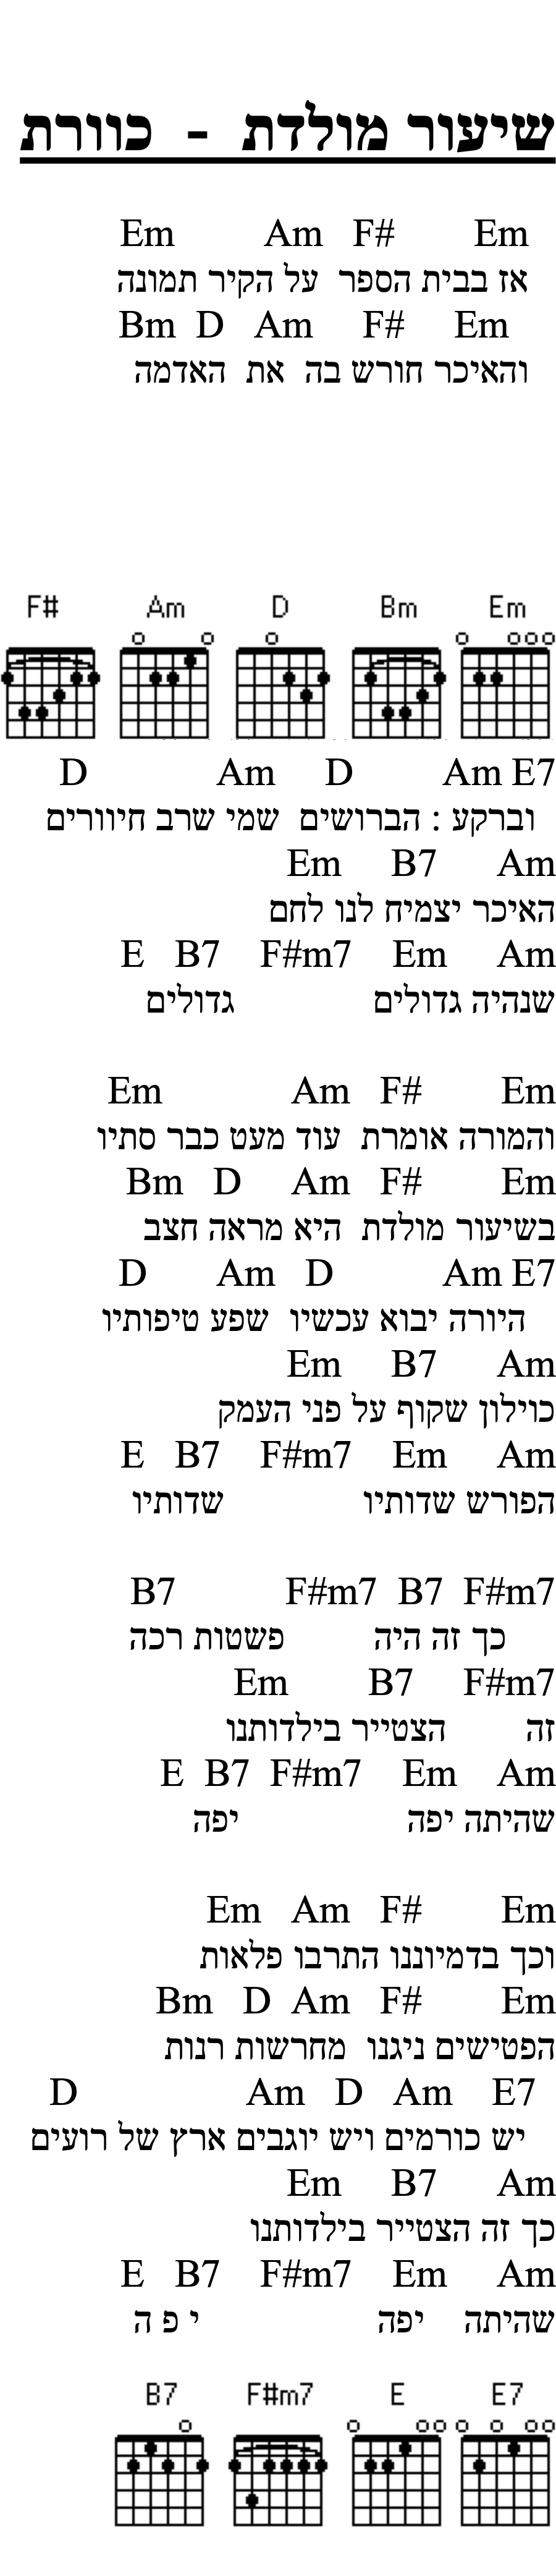 שיעור מולדת - כוורת
Em Am F# Em
אז בבית הספר על הקיר תמונה
Bm D Am F# Em
והאיכר חורש בה את האדמה
F# Am D Bm Em
D Am D Am E7
וברקע : הברושים שמי שרב חיוורים
Em B7 Am
האיכר יצמיח לנו לחם
E B7 F#m7 Em Am
שנהיה גדולים גדולים
Em Am F# Em
והמורה אומרת עוד מעט כבר סתיו
Bm D Am F# Em
בשיעור מולדת היא מראה חצב
D Am D Am E7
היורה יבוא עכשיו שפע טיפותיו
Em B7 Am
כוילון שקוף על פני העמק
E B7 F#m7 Em Am
הפורש שדותיו שדותיו
B7 F#m7 B7 F#m7
כך זה היה פשטות רכה
Em B7 F#m7
זה הצטייר בילדותנו
E B7 F#m7 Em Am
שהיתה יפה יפה
Em Am F# Em
וכך בדמיוננו התרבו פלאות
Bm D Am F# Em
הפטישים ניגנו מחרשות רנות
D Am D Am E7
יש כורמים ויש יוגבים ארץ של רועים
Em B7 Am
כך זה הצטייר בילדותנו
E B7 F#m7 Em Am
שהיתה יפה י פ ה
B7 F#m7 E E7